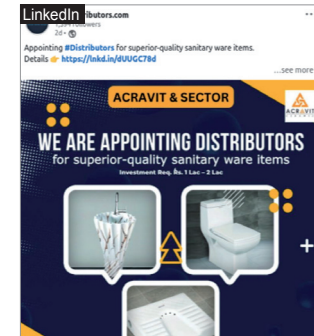 LinkedIn
ributors.com
followers
2d •
Appointing #Distributors for superior-quality sanitary ware items.
Details https://lnkd.in/dUUGC78d
...see more
ACRAVIT & SECTOR
ACRAVIT
WE ARE APPOINTING DISTRIBUTORS
for superior-quality sanitary ware items
Investment Req. Rs. 1 Lac – 2 Lac